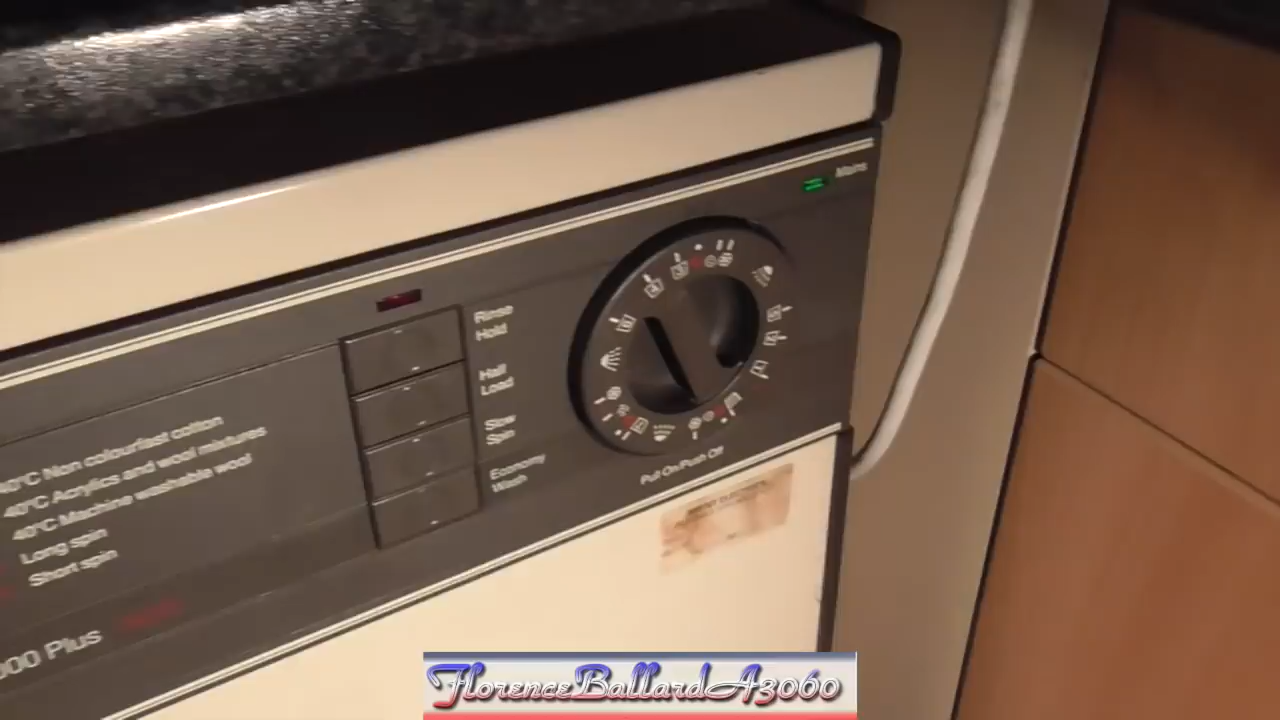 Mains
Rinse
Hold
Half
Load
Slow
Spin
Economy
Wash
Pull On/Push Off
40°C Non colourfast cotton
40°C Acrylics and wool mixtures
40°C Machine washable wool
Long spin
Short spin
000 Plus
FlorenceBallardA3060